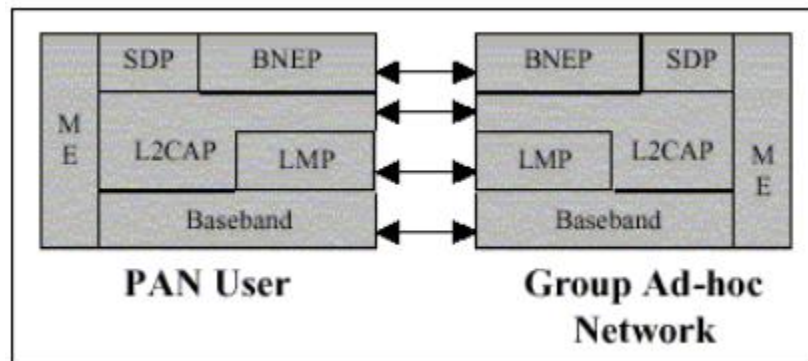 SDP BNEP BNEP SDP
M
E
L2CAP LMP LMP L2CAP
M
E
Baseband Baseband
PAN User Group Ad-hoc
Network